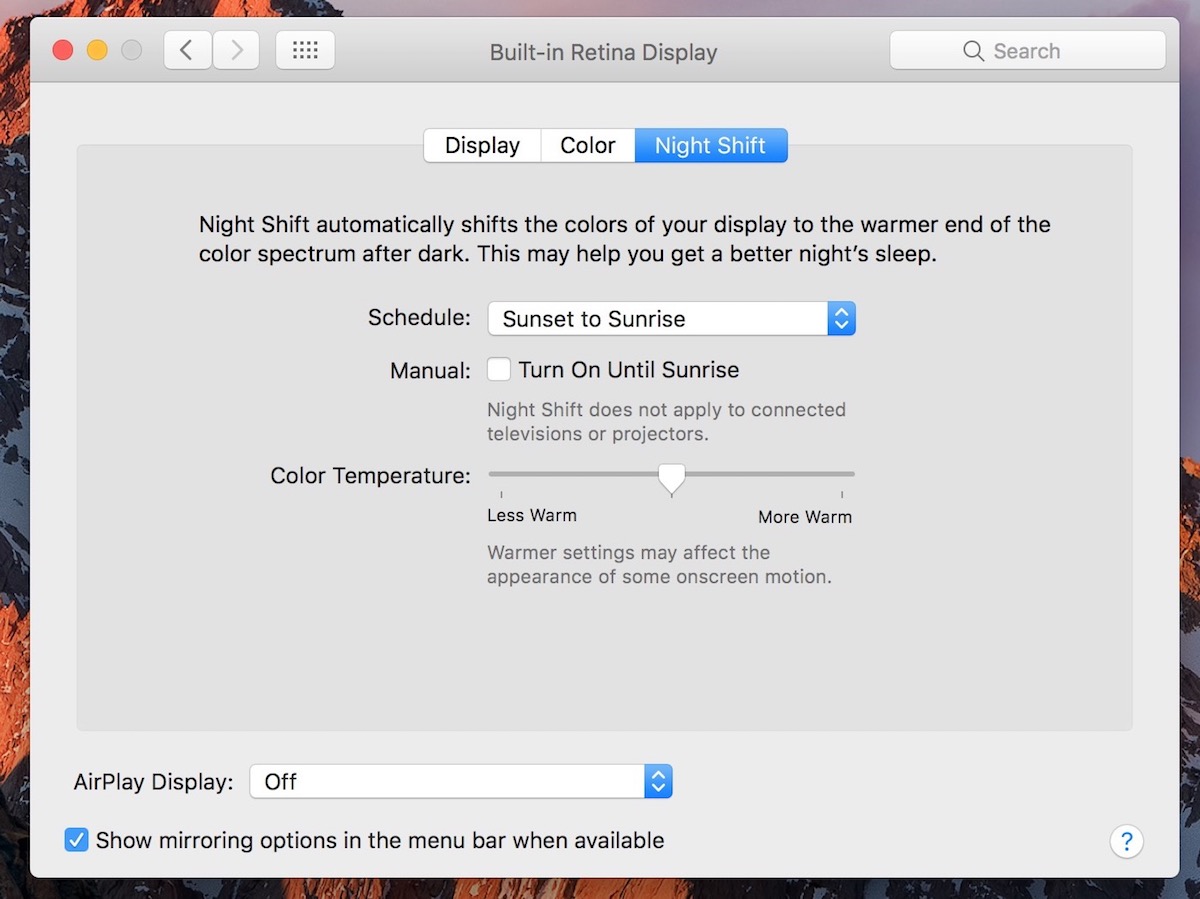 Built-in Retina Display
Search
Display
Color
Night Shift
Night Shift automatically shifts the colors of your display to the warmer end of the
color spectrum after dark. This may help you get a better night’s sleep.
Schedule:
Sunset to Sunrise
Manual:
Turn On Until Sunrise
Night Shift does not apply to connected
televisions or projectors.
Color Temperature:
Less Warm
More Warm
Warmer settings may affect the
appearance of some onscreen motion.
AirPlay Display:
Off
Show mirroring options in the menu bar when available
?